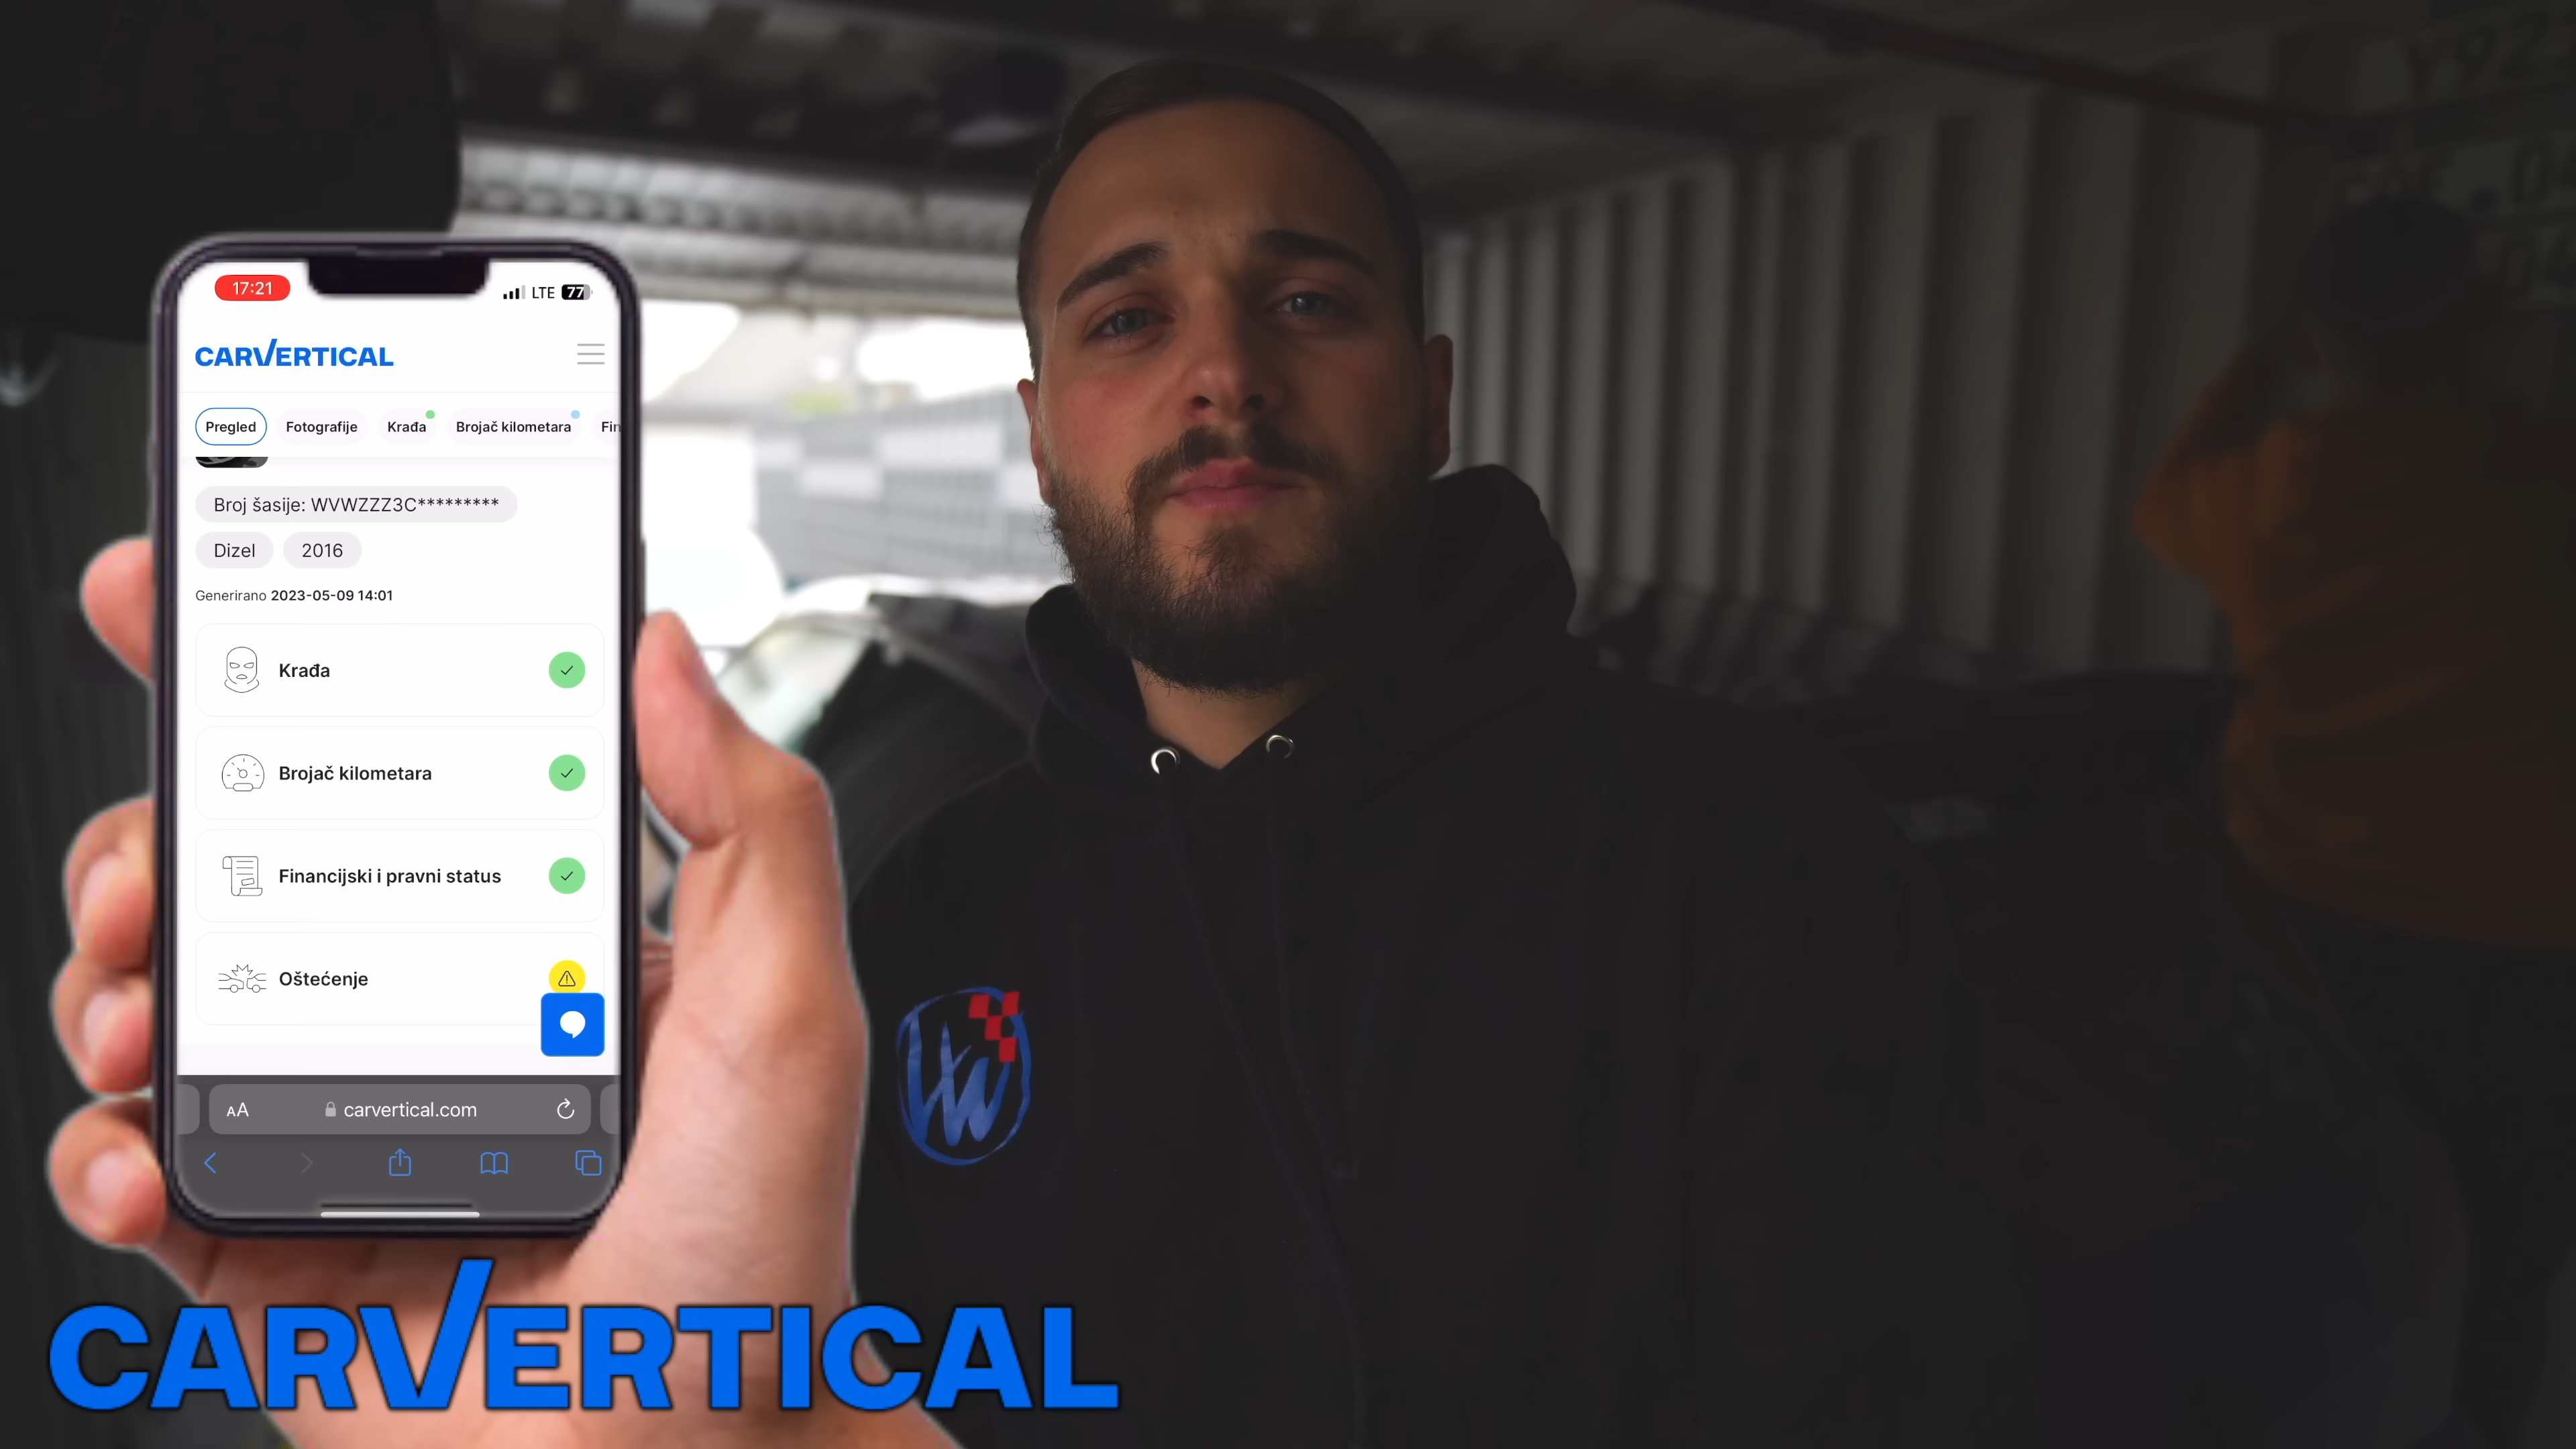 17:21
LTE 77
CARVERTICAL
Pregled Fotografije Krađa Brojač kilometara Fin
Broj šasije: WVWZZZ3C*********
Dizel 2016
Generirano 2023-05-09 14:01
Krađa
Brojač kilometara
Financijski i pravni status
Oštećenje
AA carvertical.com
CARVERTICAL